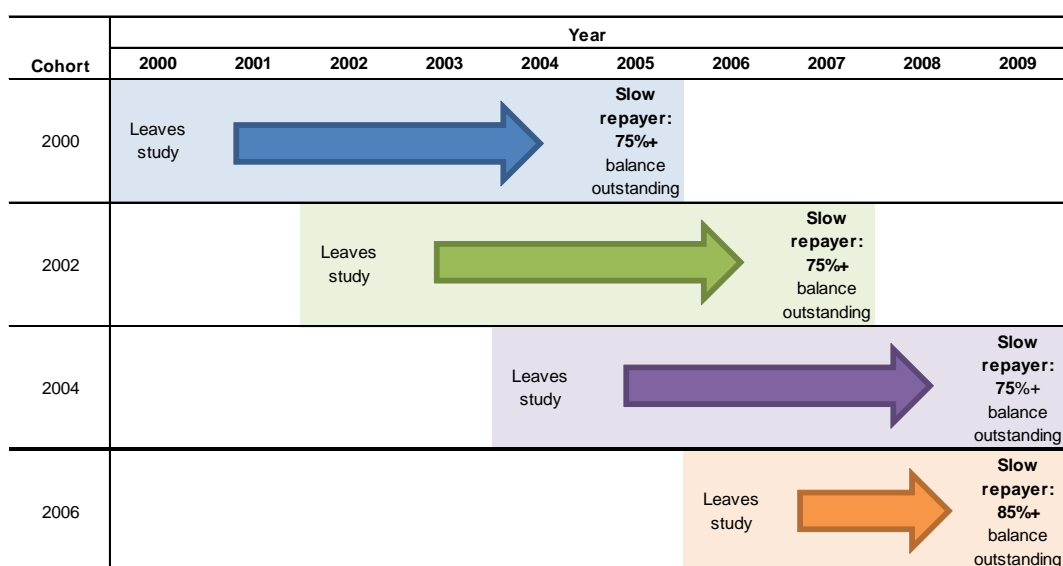 Year
Cohort 2000 2001 2002 2003 2004 2005 2006 2007 2008 2009
2000
Leaves
study
Slow
repayer:
75%+
balance
outstanding
2002
Leaves
study
Slow
repayer:
75%+
balance
outstanding
2004
Leaves
study
Slow
repayer:
75%+
balance
outstanding
2006
Leaves
study
Slow
repayer:
85%+
balance
outstanding